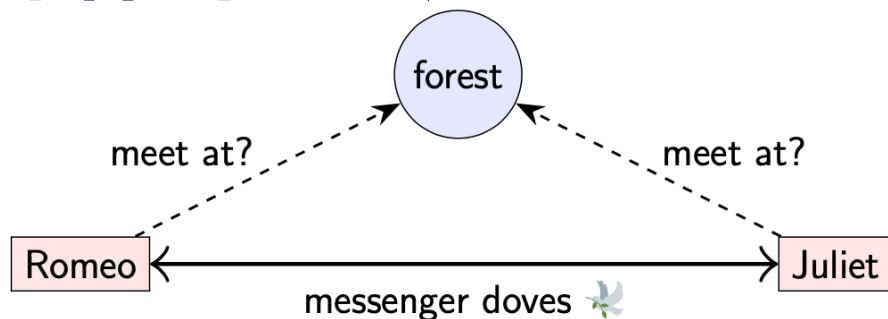 forest
meet at?
meet at?
Romeo
Juliet
messenger doves 🕊️